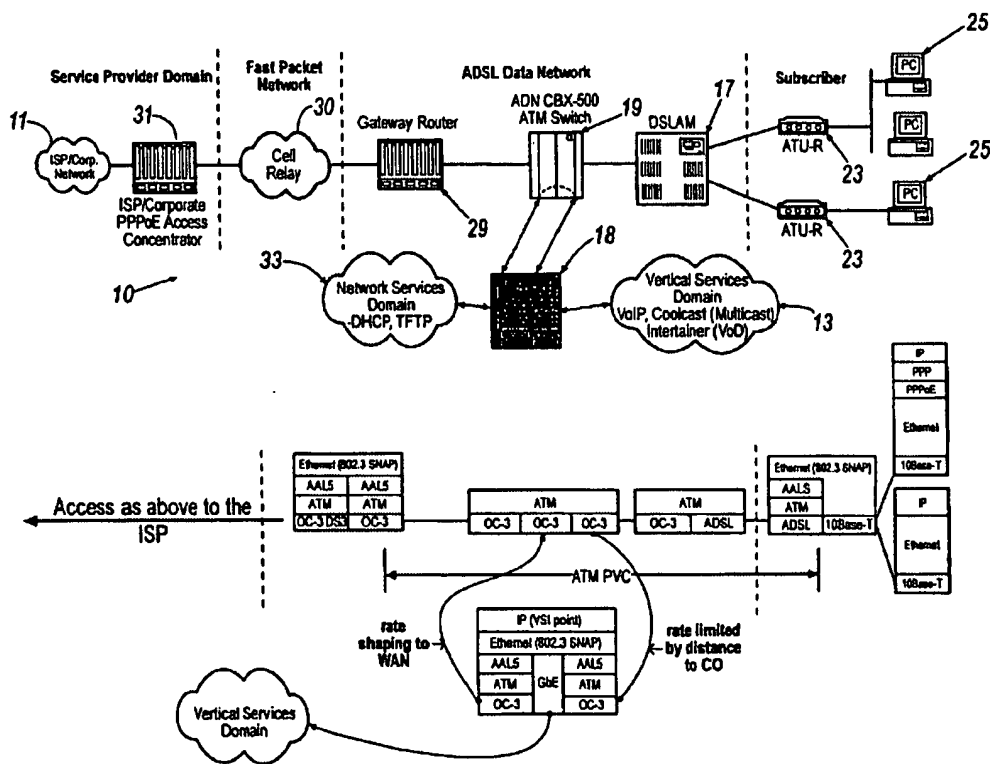 Service Provider Domain
Fast Packet
Network
ADSL Data Network
Subscriber
25
11
31
30
Gateway Router
ADN CBX-500
ATM Switch
19
17
DSLAM
PC
ISP/Corp.
Network
Cell
Relay
ATU-R
23
PC
25
ISP/Corporate
PPPoE Access
Concentrator
29
PC
ATU-R
23
10
33
18
Network Services
Domain
-DHCP, TFTP
Vertical Services
Domain
VoIP, Coolcast (Multicast)
Intertainer (VoD)
13
IP
PPP
PPPoE
Ethernet
10Base-T
Access as above to the
ISP
Ethernet (802.3 SNAP)
AAL5 AAL5
ATM ATM
OC-3 DS3 OC-3
ATM
OC-3 OC-3 OC-3
ATM
OC-3 ADSL
Ethernet (802.3 SNAP)
AAL5
ATM
ADSL 10Base-T
IP
Ethernet
10Base-T
ATM PVC
rate
shaping to
WAN
IP (VSI point)
Ethernet (802.3 SNAP)
AAL5 GbE AAL5
ATM ATM
OC-3 OC-3
rate limited
by distance
to CO
Vertical Services
Domain